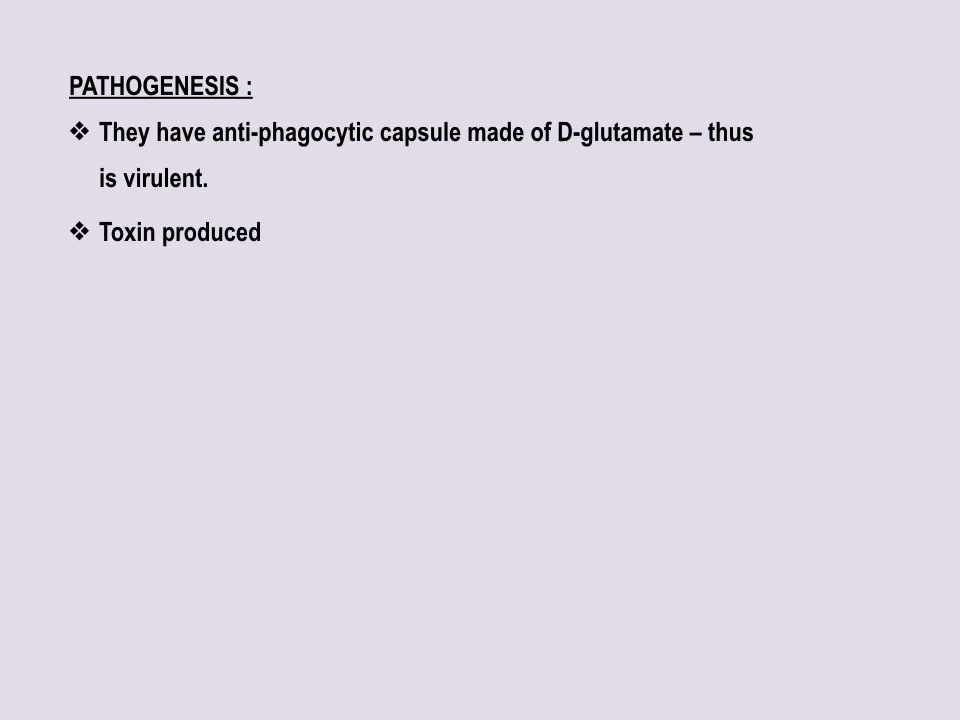 PATHOGENESIS :
❖ They have anti-phagocytic capsule made of D-glutamate – thus
is virulent.
❖ Toxin produced